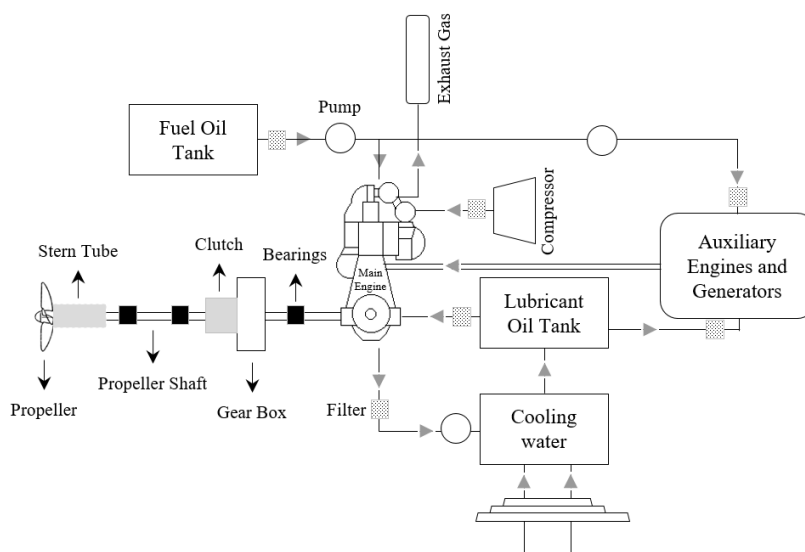 Exhaust Gas
Pump
Fuel Oil
Tank
Compressor
Stern Tube
Clutch
Bearings
Main
Engine
Auxiliary
Engines and
Generators
Lubricant
Oil Tank
Propeller Shaft
Propeller
Gear Box
Filter
Cooling
water